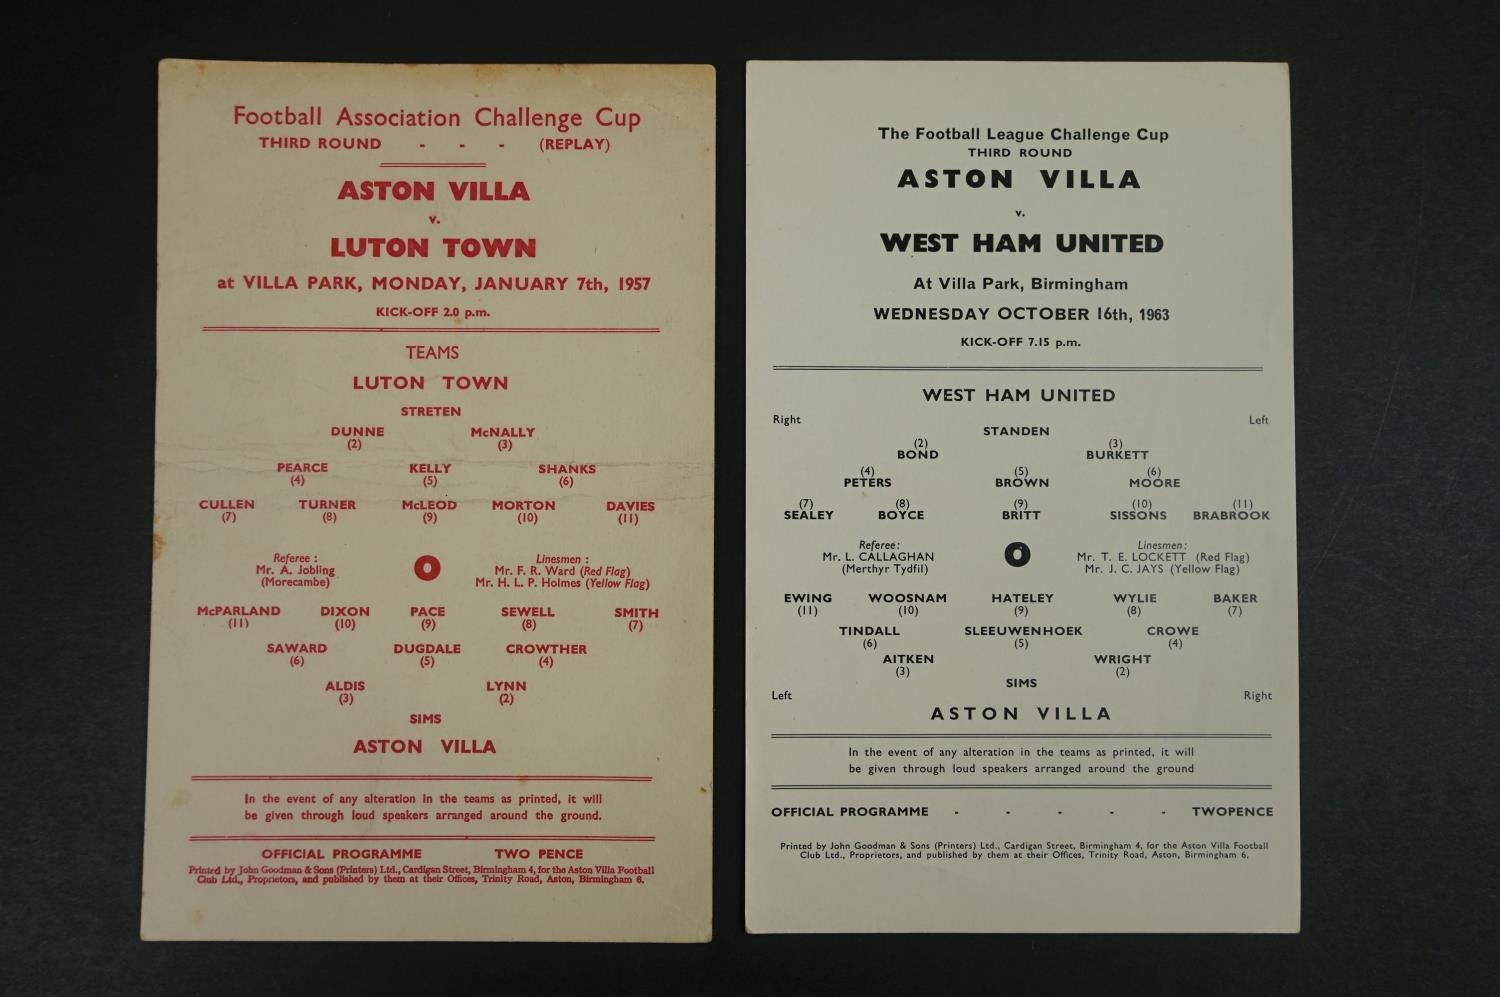 Football Association Challenge Cup
THIRD ROUND - - - (REPLAY)
ASTON VILLA
v.
LUTON TOWN
at VILLA PARK, MONDAY, JANUARY 7th, 1957
KICK-OFF 2.0 p.m.
TEAMS
LUTON TOWN
STRETEN
DUNNE McNALLY
(2) (3)
PEARCE KELLY SHANKS
(4) (5) (6)
CULLEN TURNER McLEOD MORTON DAVIES
(7) (8) (9) (10) (11)
Referee : Linesmen :
Mr. A. Jobling O Mr. F. R. Ward (Red Flag)
(Morecambe) Mr. H. L. P. Holmes (Yellow Flag)
McPARLAND DIXON PACE SEWELL SMITH
(11) (10) (9) (8) (7)
SAWARD DUGDALE CROWTHER
(6) (5) (4)
ALDIS LYNN
(3) (2)
SIMS
ASTON VILLA
In the event of any alteration in the teams as printed, it will
be given through loud speakers arranged around the ground.
OFFICIAL PROGRAMME TWO PENCE
Printed by John Goodman & Sons (Printers) Ltd., Cardigan Street, Birmingham 4, for the Aston Villa Football
Club Ltd., Proprietors, and published by them at their Offices, Trinity Road, Aston, Birmingham 6.
The Football League Challenge Cup
THIRD ROUND
ASTON VILLA
v.
WEST HAM UNITED
At Villa Park, Birmingham
WEDNESDAY OCTOBER 16th, 1963
KICK-OFF 7.15 p.m.
WEST HAM UNITED
Right Left
STANDEN
(2) (3)
BOND BURKETT
(4) (5) (6)
PETERS BROWN MOORE
(7) (8) (9) (10) (11)
SEALEY BOYCE BRITT SISSONS BRABROOK
Referee: Linesmen:
Mr. L. CALLAGHAN O Mr. T. E. LOCKETT (Red Flag)
(Merthyr Tydfil) Mr. J. C. JAYS (Yellow Flag)
EWING WOOSNAM HATELEY WYLIE BAKER
(11) (10) (9) (8) (7)
TINDALL SLEEUWENHOEK CROWE
(6) (5) (4)
AITKEN WRIGHT
(3) (2)
SIMS
Left Right
ASTON VILLA
In the event of any alteration in the teams as printed, it will
be given through loud speakers arranged around the ground
OFFICIAL PROGRAMME - - - - - TWOPENCE
Printed by John Goodman & Sons (Printers) Ltd., Cardigan Street, Birmingham 4, for the Aston Villa Football
Club Ltd., Proprietors, and published by them at their Offices, Trinity Road, Aston, Birmingham 6.